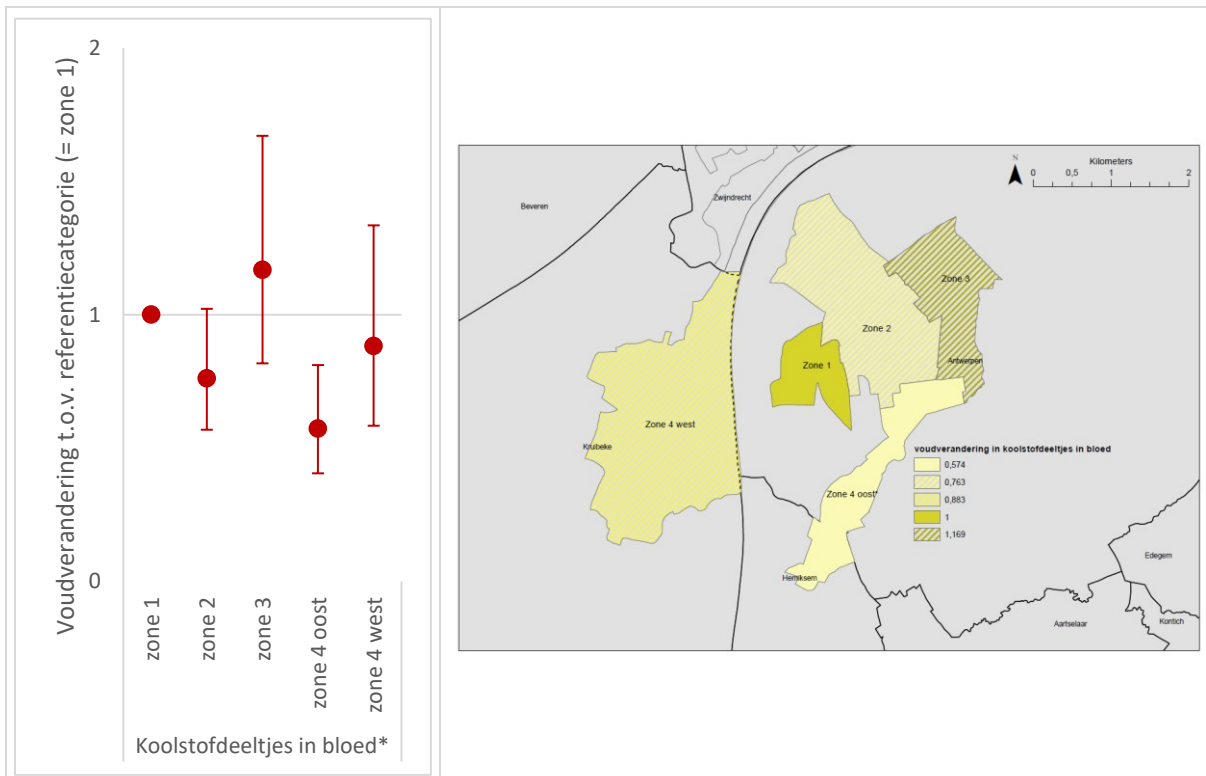 Voudverandering t.o.v. referentiecategorie (= zone 1)
2
1
0
zone 1
zone 2
zone 3
zone 4 oost
zone 4 west
Koolstofdeeltjes in bloed*
N
Kilometers
0 0,5 1 2
Beveren
Zwijndrecht
Zone 3
Zone 2
Zone 1
Antwerpen
Zone 4 west
Kruibeke
voudverandering in koolstofdeeltjes in bloed
0,574
0,763
0,883
1
1,169
Zone 4 oost*
Hemiksem
Edegem
Kontich
Aartselaar